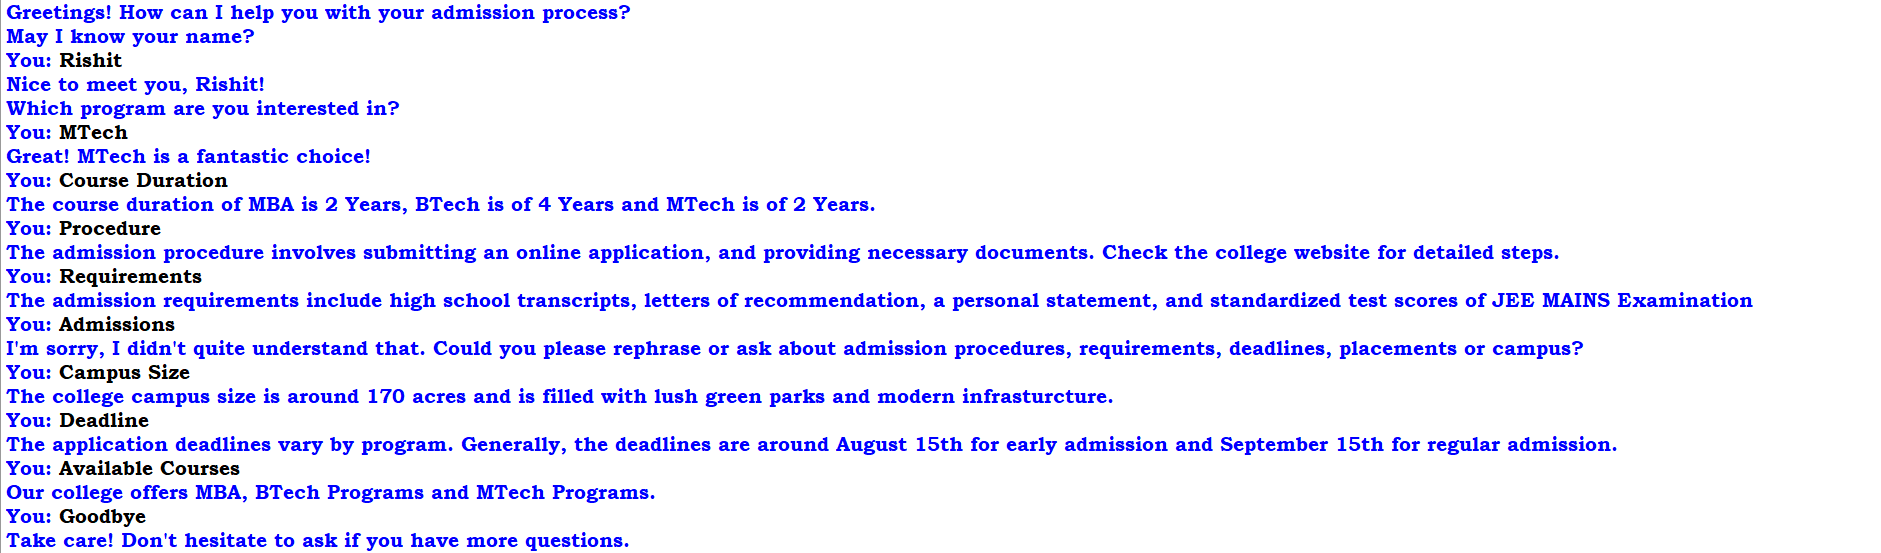 Greetings! How can I help you with your admission process?
May I know your name?
You: Rishit
Nice to meet you, Rishit!
Which program are you interested in?
You: MTech
Great! MTech is a fantastic choice!
You: Course Duration
The course duration of MBA is 2 Years, BTech is of 4 Years and MTech is of 2 Years.
You: Procedure
The admission procedure involves submitting an online application, and providing necessary documents. Check the college website for detailed steps.
You: Requirements
The admission requirements include high school transcripts, letters of recommendation, a personal statement, and standardized test scores of JEE MAINS Examination
You: Admissions
I'm sorry, I didn't quite understand that. Could you please rephrase or ask about admission procedures, requirements, deadlines, placements or campus?
You: Campus Size
The college campus size is around 170 acres and is filled with lush green parks and modern infrasturcture.
You: Deadline
The application deadlines vary by program. Generally, the deadlines are around August 15th for early admission and September 15th for regular admission.
You: Available Courses
Our college offers MBA, BTech Programs and MTech Programs.
You: Goodbye
Take care! Don't hesitate to ask if you have more questions.